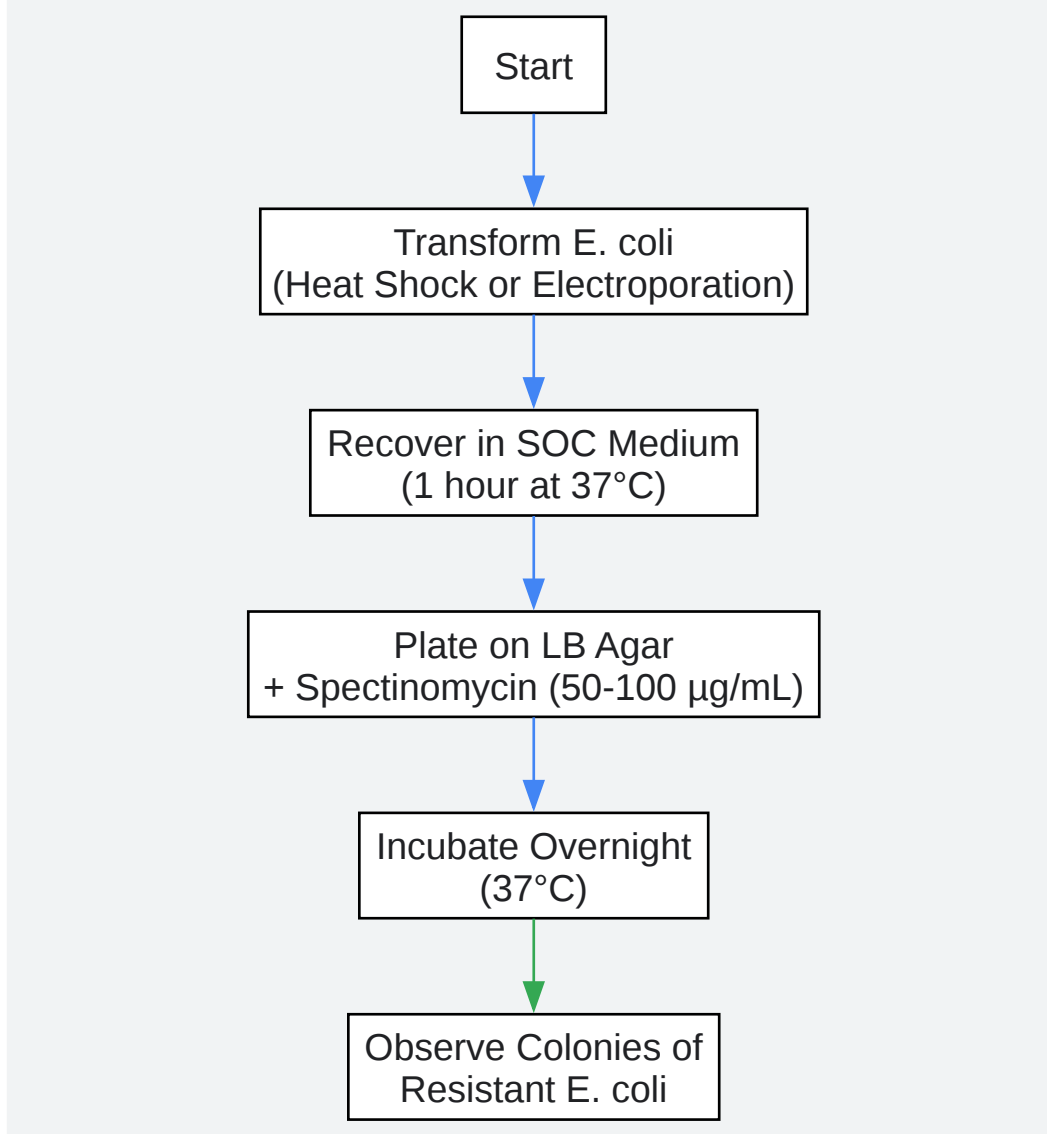 Start
Transform E. coli
(Heat Shock or Electroporation)
Recover in SOC Medium
(1 hour at 37°C)
Plate on LB Agar
+ Spectinomycin (50-100 µg/mL)
Incubate Overnight
(37°C)
Observe Colonies of
Resistant E. coli